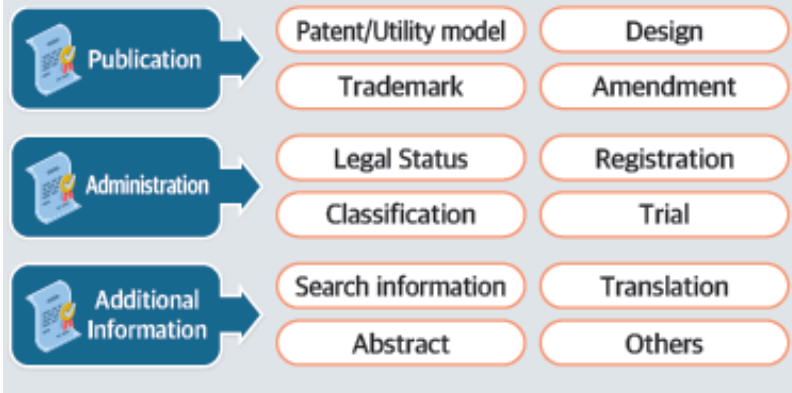 Publication
Patent/Utility model
Design
Trademark
Amendment
Administration
Legal Status
Registration
Classification
Trial
Additional
Information
Search information
Translation
Abstract
Others